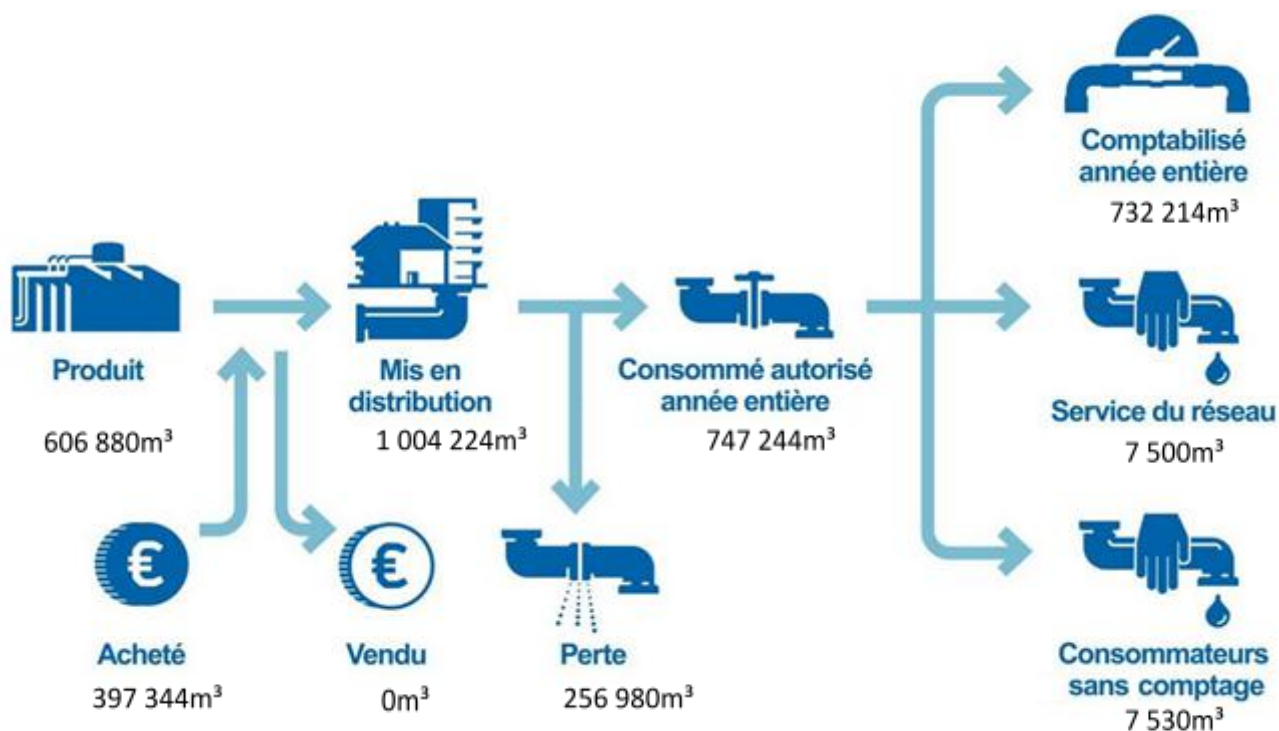 Comptabilisé
année entière
732 214m³
Produit
606 880m³
Mis en
distribution
1 004 224m³
Consommé autorisé
année entière
747 244m³
Service du réseau
7 500m³
€
Acheté
397 344m³
€
Vendu
0m³
Perte
256 980m³
Consommateurs
sans comptage
7 530m³